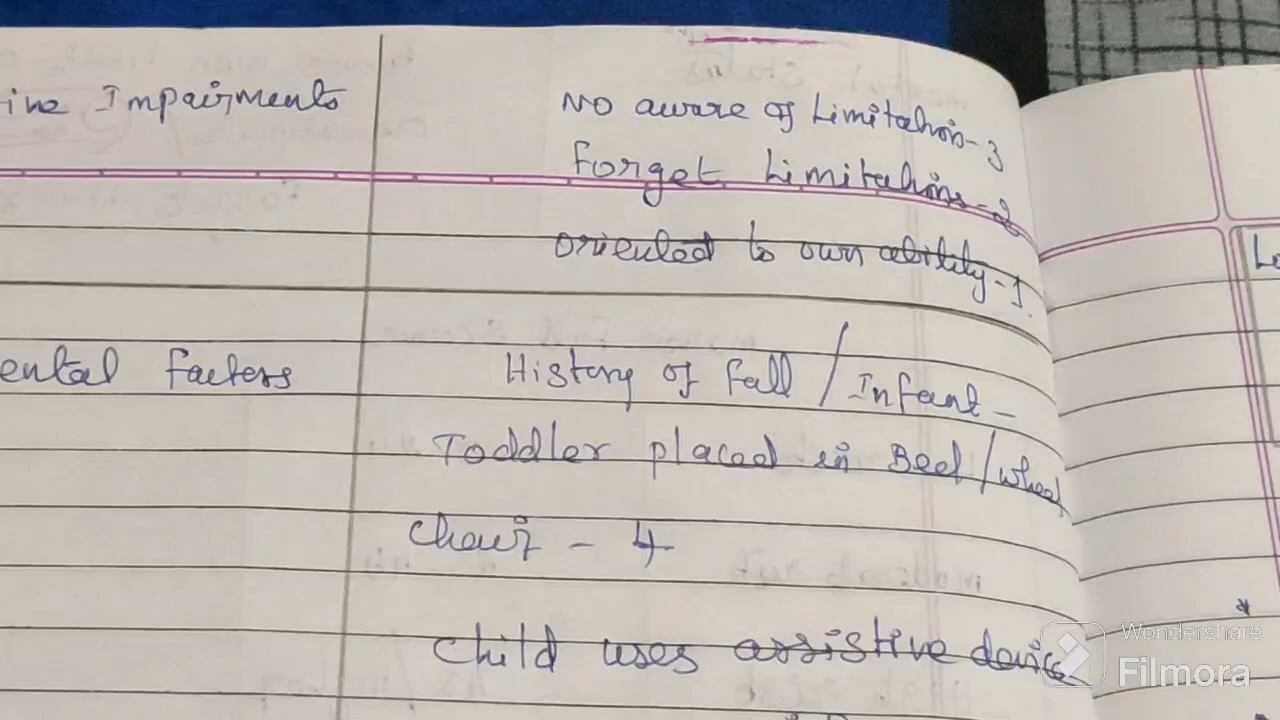 ive Impairments
No aware of Limitations-3
Forget Limitations-2
oriented to own ability-1.
ental factors
History of Fall / Infant -
Toddler placed in Bed/wheel
chair - 4
child uses assistive device
Wondershare
Filmora